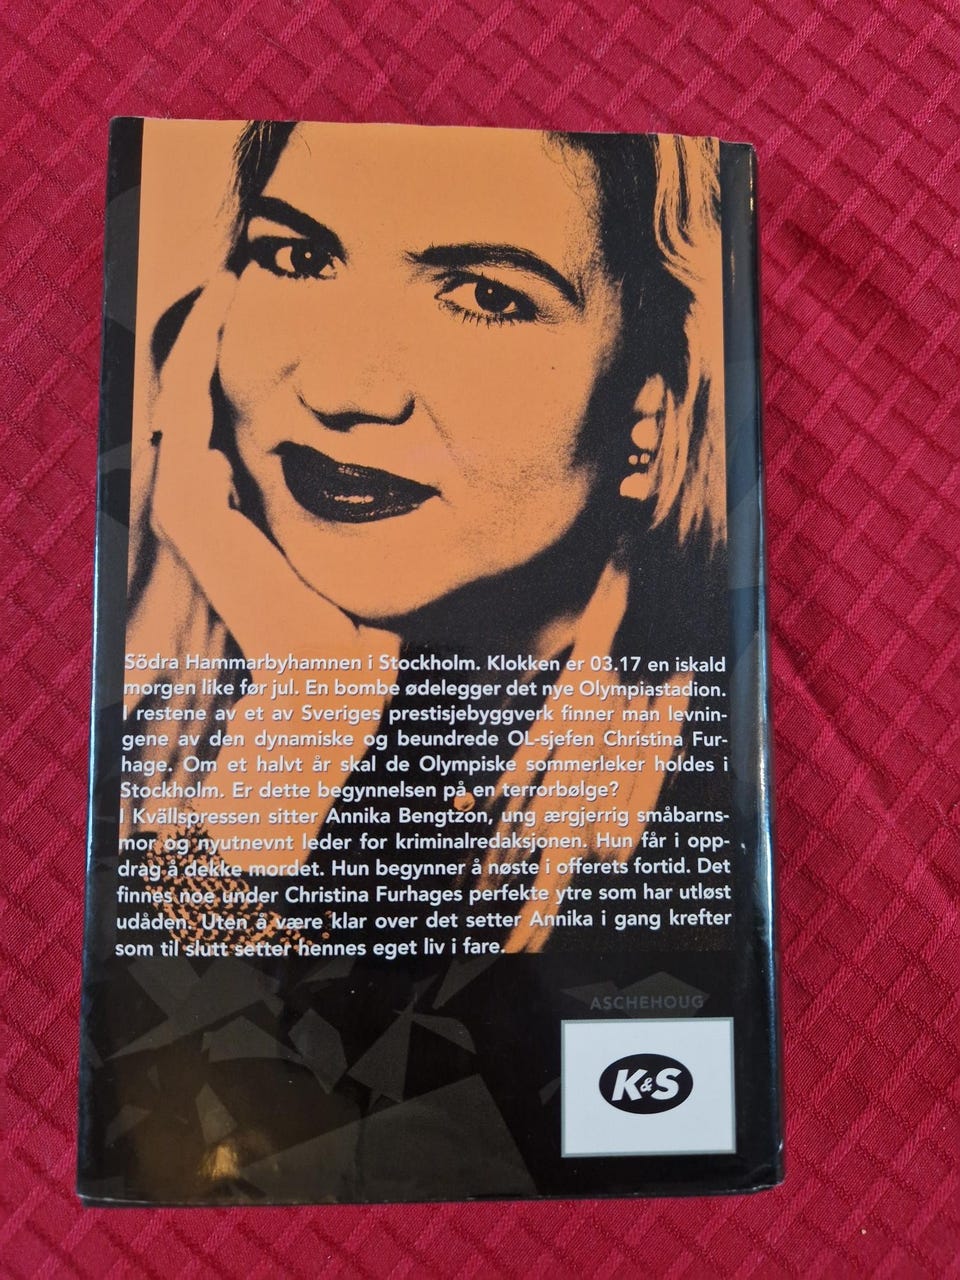 Södra Hammarbyhamnen i Stockholm. Klokken er 03.17 en iskald
morgen like før jul. En bombe ødelegger det nye Olympiastadion.
I restene av et av Sveriges prestisjebyggverk finner man levnin-
gene av den dynamiske og beundrede OL-sjefen Christina Fur-
hage. Om et halvt år skal de Olympiske sommerleker holdes i
Stockholm. Er dette begynnelsen på en terrorbølge?
I Kvällspressen sitter Annika Bengtzon, ung ærgjerrig småbarns-
mor og nyutnevnt leder for kriminalredaksjonen. Hun får i opp-
drag å dekke mordet. Hun begynner å nøste i offerets fortid. Det
finnes noe under Christina Furhages perfekte ytre som har utløst
udåden. Uten å være klar over det setter Annika i gang krefter
som til slutt setter hennes eget liv i fare.
ASCHEHOUG
K&S